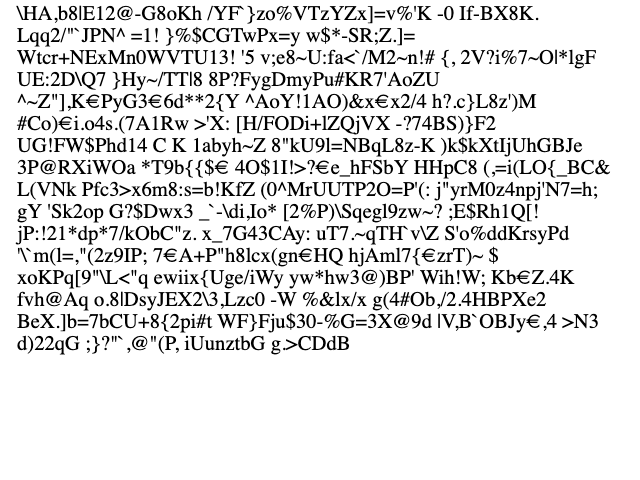 \HA,b8lE12@-G8oKh /YF`}zo%VTzYZx]=v%'K -0 If-BX8K.
Lqq2/"`JPN^ =1! }%$CGTwPx=y w$*-SR;Z.]=
Wtcr+NExMn0WVTU13! '5 v;e8~U:fa<`/M2~n!# {, 2V?i%7~O|*lgF
UE:2D\Q7 }Hy~/TT|8 8P?FygDmyPu#KR7'AoZU
^~Z"],K€PyG3€6d**2{Y ^AoY!1AO)&x€x2/4 h?.c}L8z')M
#Co)€i.o4s.(7A1Rw >'X: [H/FODi+lZQjVX -?74BS)}F2
UG!FW$Phd14 C K 1abyh~Z 8"kU9l=NBqL8z-K )k$kXtIjUhGBJe
3P@RXiWOa *T9b{{$€ 4O$1I!>?€e_hFSbY HHpC8 (,=i(LO{_BC&
L(VNk Pfc3>x6m8:s=b!KfZ (0^MrUUTP2O=P'(: j"yrM0z4npj'N7=h;
gY 'Sk2op G?$Dwx3 _`-\di,Io* [2%P)\Sqegl9zw~? ;E$Rh1Q[!
jP:!21*dp*7/kObC"z. x_7G43CAy: uT7.~qTH`v\Z S'o%ddKrsyPd
'\`m(l=,"(2z9IP; 7€A+P"h8lcx(gn€HQ hjAml7{€zrT)~ $
xoKPq[9"\L<"q ewiix{Uge/iWy yw*hw3@)BP' Wih!W; Kb€Z.4K
fvh@Aq o.8|DsyJEX2\3,Lzc0 -W %&lx/x g(4#Ob,/2.4HBPXe2
BeX.]b=7bCU+8{2pi#t WF}Fju$30-%G=3X@9d |V,B`OBJy€,4 >N3
d)22qG ;}?"`,@"(P, iUunztbG g.>CDdB